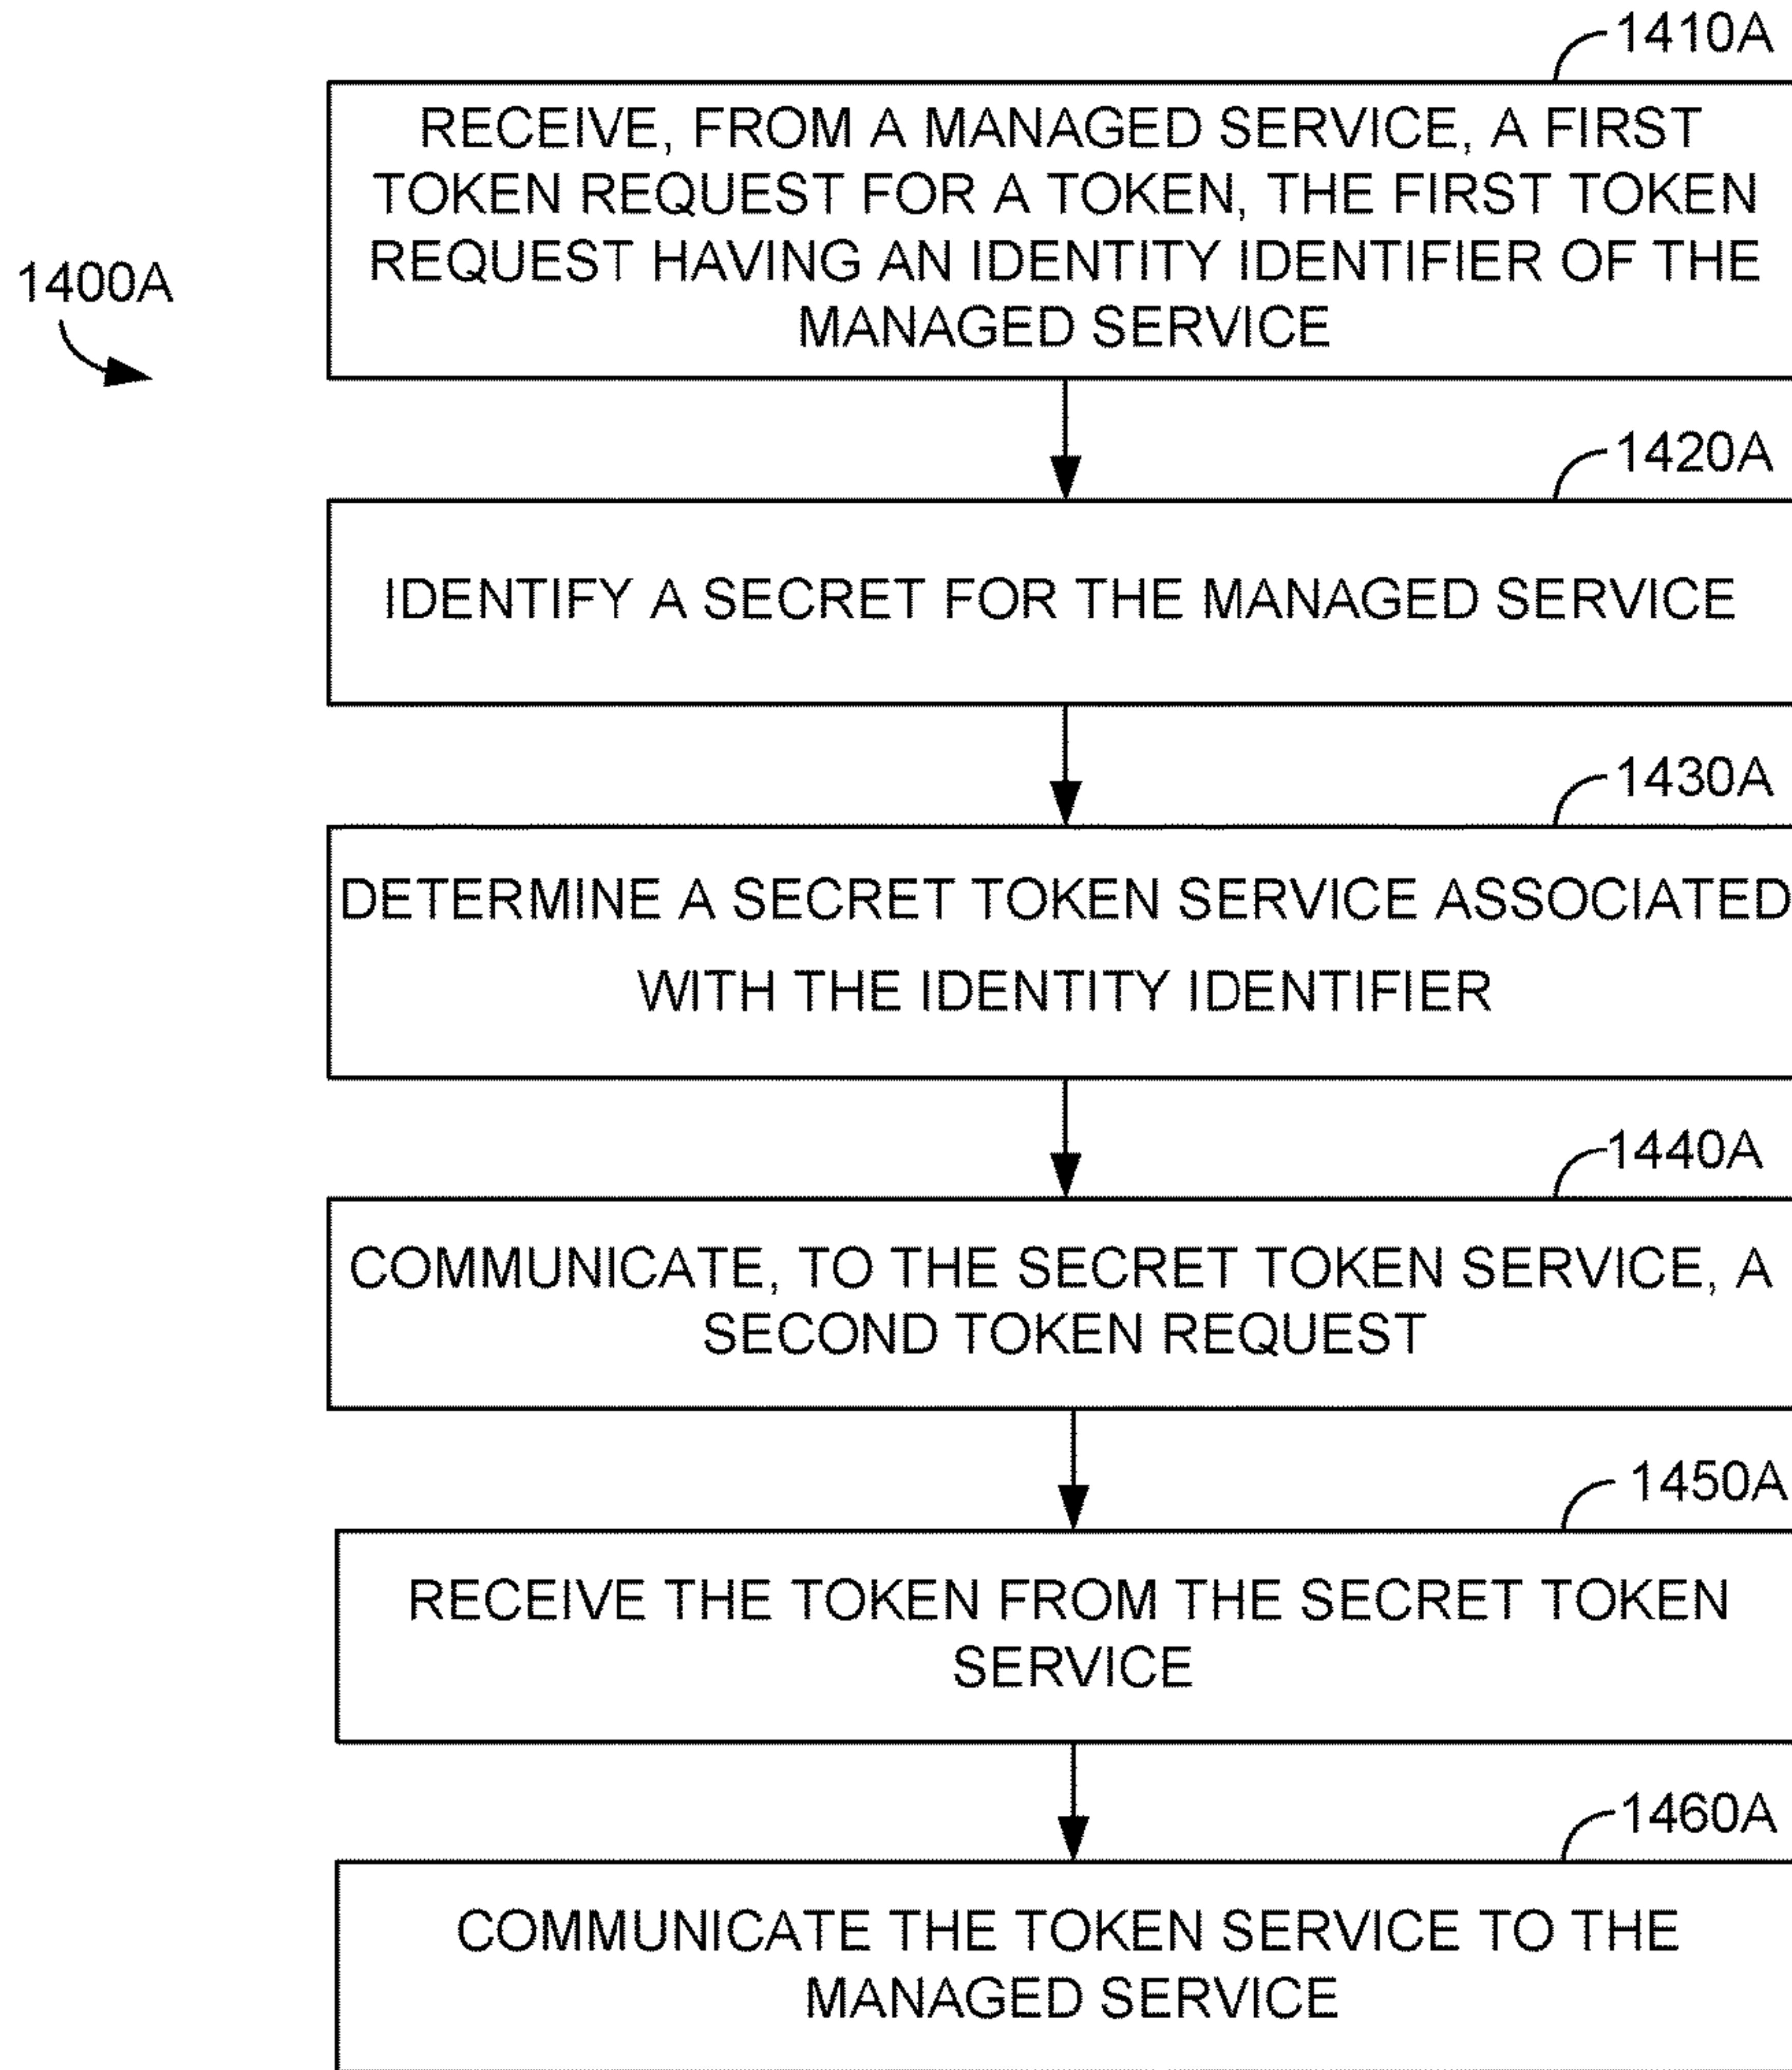 1410A
RECEIVE, FROM A MANAGED SERVICE, A FIRST
TOKEN REQUEST FOR A TOKEN, THE FIRST TOKEN
REQUEST HAVING AN IDENTITY IDENTIFIER OF THE
MANAGED SERVICE
1400A
1420A
IDENTIFY A SECRET FOR THE MANAGED SERVICE
1430A
DETERMINE A SECRET TOKEN SERVICE ASSOCIATED
WITH THE IDENTITY IDENTIFIER
1440A
COMMUNICATE, TO THE SECRET TOKEN SERVICE, A
SECOND TOKEN REQUEST
1450A
RECEIVE THE TOKEN FROM THE SECRET TOKEN
SERVICE
1460A
COMMUNICATE THE TOKEN SERVICE TO THE
MANAGED SERVICE